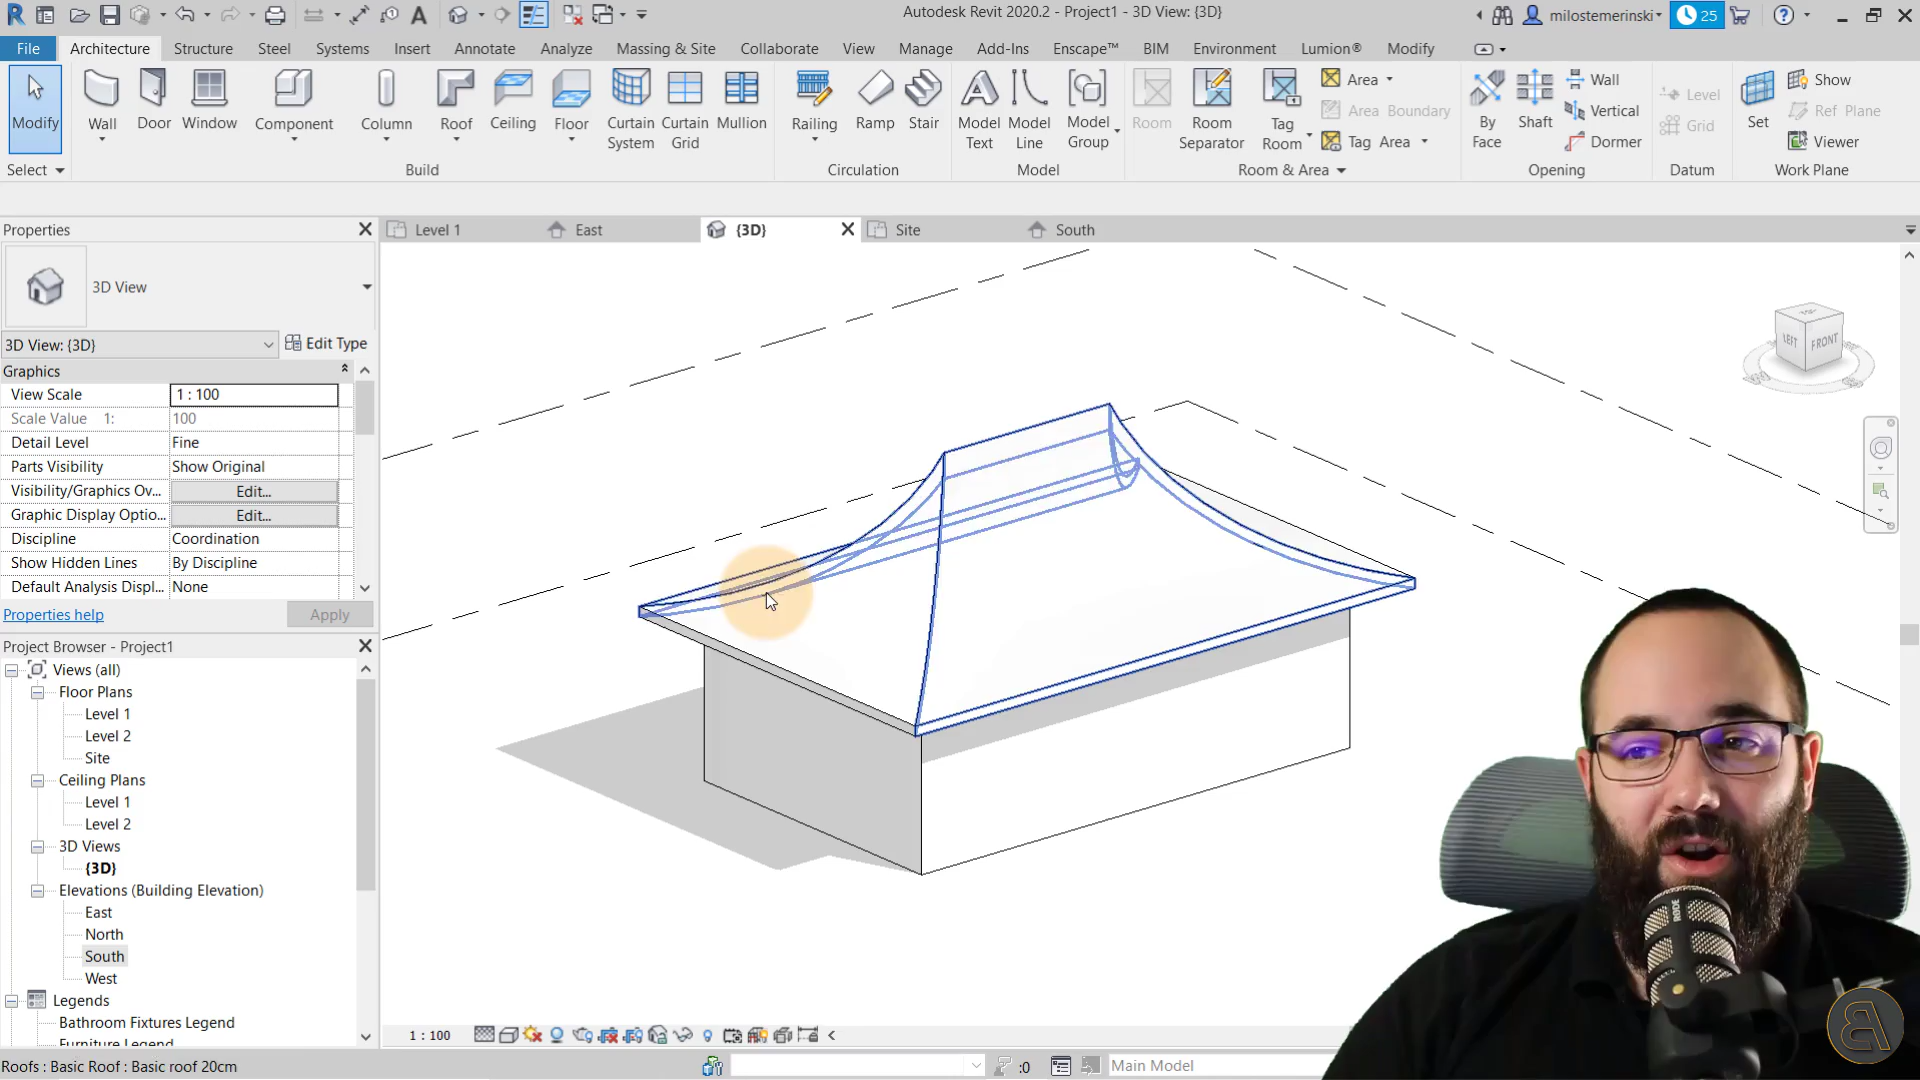 Autodesk Revit 2020.2 - Project1 - 3D View: {3D}
milostemerinski
25
File Architecture Structure Steel Systems Insert Annotate Analyze Massing & Site Collaborate View Manage Add-Ins Enscape™ BIM Environment Lumion® Modify
Modify
Wall
Door
Window
Component
Column
Roof
Ceiling
Floor
Curtain System
Curtain Grid
Mullion
Railing
Ramp
Stair
Model Text
Model Line
Model Group
Room
Room Separator
Tag Room
Area
Area Boundary
Tag Area
By Face
Shaft
Wall
Vertical
Dormer
Level
Grid
Set
Show
Ref Plane
Viewer
Select Build Circulation Model Room & Area Opening Datum Work Plane
Properties
Level 1 East {3D} Site South
3D View
3D View: {3D} Edit Type
Graphics
View Scale 1 : 100
Scale Value 1: 100
Detail Level Fine
Parts Visibility Show Original
Visibility/Graphics Ov... Edit...
Graphic Display Optio... Edit...
Discipline Coordination
Show Hidden Lines By Discipline
Default Analysis Displ... None
Properties help Apply
Project Browser - Project1
Views (all)
Floor Plans
Level 1
Level 2
Site
Ceiling Plans
Level 1
Level 2
3D Views
{3D}
Elevations (Building Elevation)
East
North
South
West
Legends
Bathroom Fixtures Legend
Furniture Legend
LEFT FRONT
RØDE
1 : 100
Roofs : Basic Roof : Basic roof 20cm
:0
Main Model